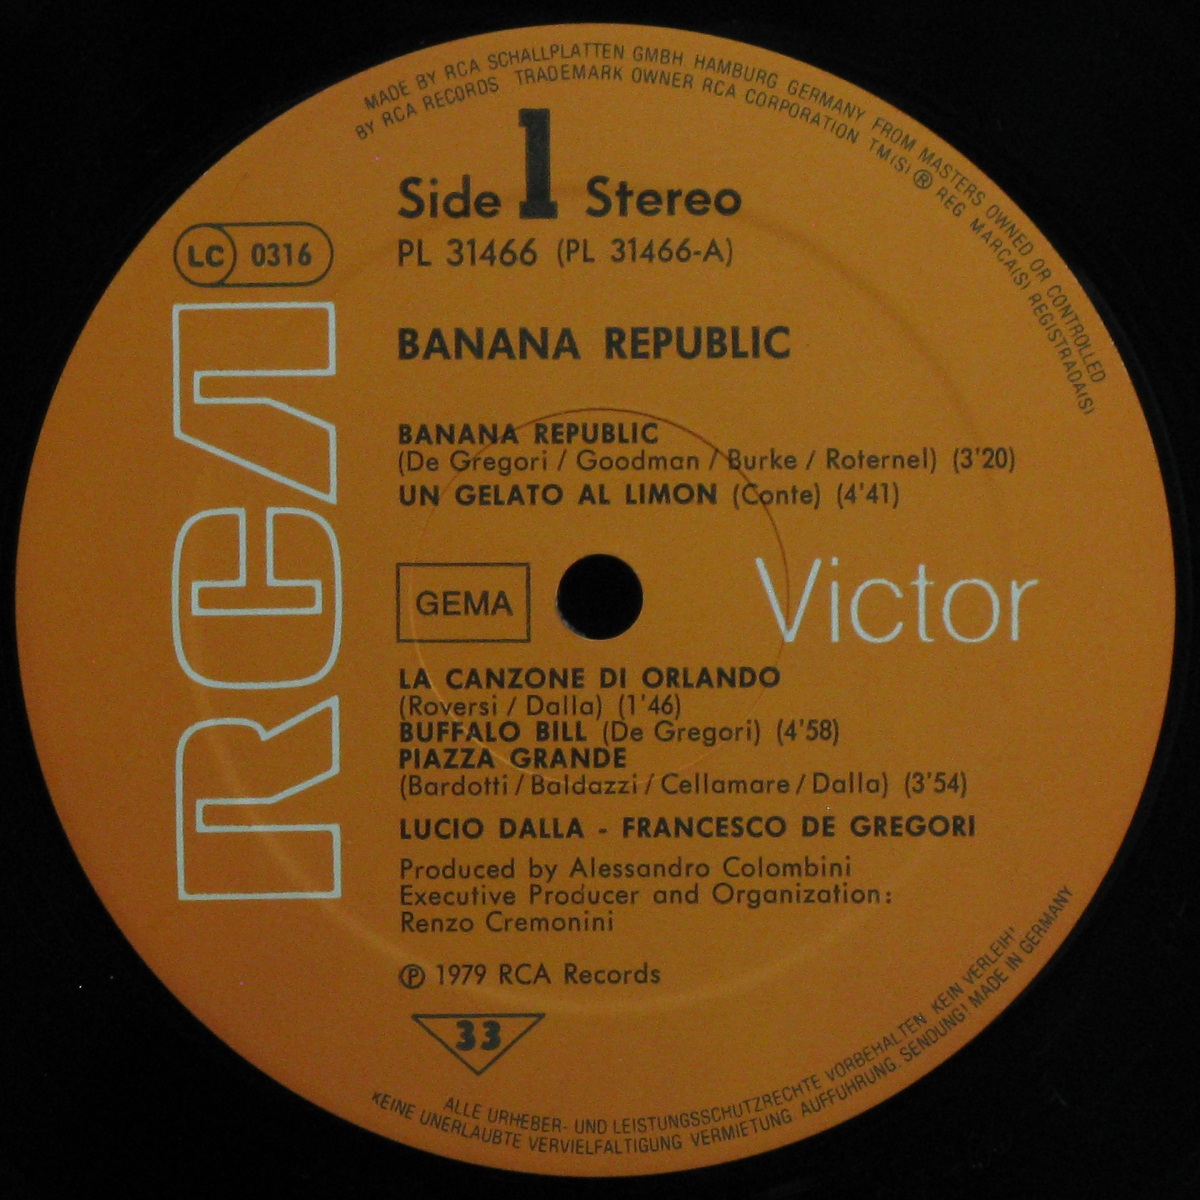 MADE BY RCA SCHALLPLATTEN GMBH HAMBURG GERMANY FROM MASTERS OWNED OR CONTROLLED
BY RCA RECORDS TRADEMARK OWNER RCA CORPORATION TM(S) ® REG MARCA(S) REGISTRADA(S)
Side 1 Stereo
LC 0316
PL 31466 (PL 31466-A)
RCA
BANANA REPUBLIC
BANANA REPUBLIC
(De Gregori / Goodman / Burke / Roternel) (3'20)
UN GELATO AL LIMON (Conte) (4'41)
GEMA
Victor
LA CANZONE DI ORLANDO
(Roversi / Dalla) (1'46)
BUFFALO BILL (De Gregori) (4'58)
PIAZZA GRANDE
(Bardotti / Baldazzi / Cellamare / Dalla) (3'54)
LUCIO DALLA - FRANCESCO DE GREGORI
Produced by Alessandro Colombini
Executive Producer and Organization:
Renzo Cremonini
℗ 1979 RCA Records
33
ALLE URHEBER- UND LEISTUNGSSCHUTZRECHTE VORBEHALTEN. KEIN VERLEIH'
KEINE UNERLAUBTE VERVIELFALTIGUNG VERMIETUNG AUFFUHRUNG. SENDUNG! MADE IN GERMANY